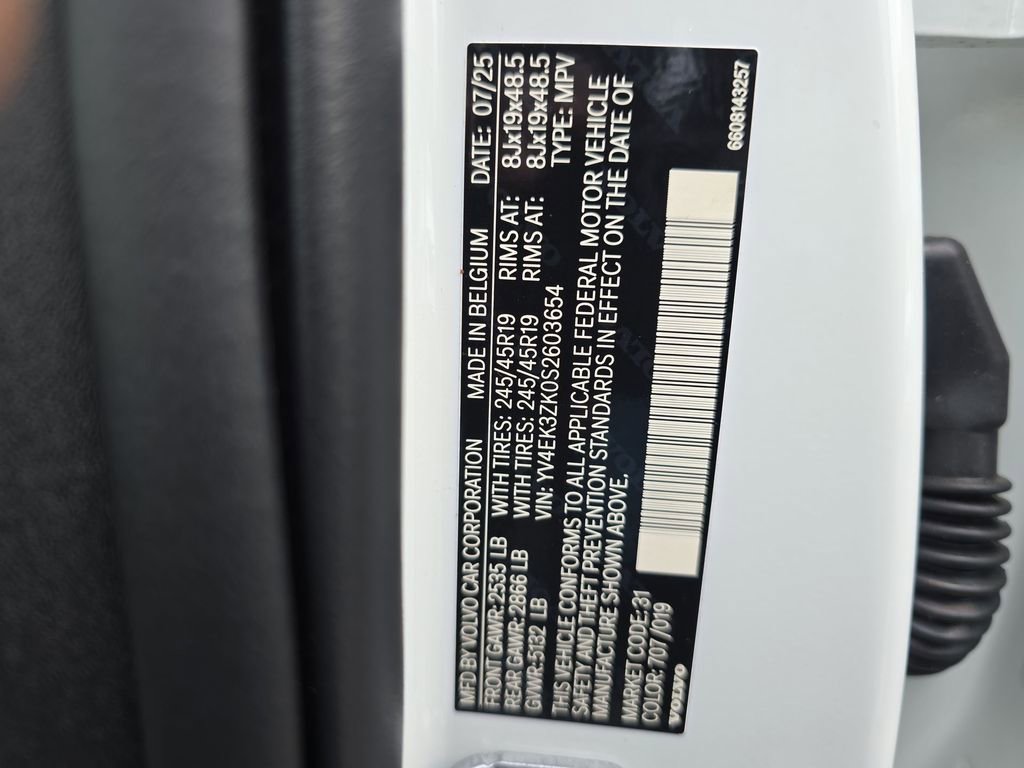 MFD BY VOLVO CAR CORPORATION MADE IN BELGIUM DATE: 07/25
FRONT GAWR: 2535 LB WITH TIRES: 245/45R19 RIMS AT: 8Jx19x48.5
REAR GAWR: 2866 LB WITH TIRES: 245/45R19 RIMS AT: 8Jx19x48.5
GVWR: 5132 LB VIN: YV4EK3ZK0S2603654 TYPE: MPV
THIS VEHICLE CONFORMS TO ALL APPLICABLE FEDERAL MOTOR VEHICLE
SAFETY AND THEFT PREVENTION STANDARDS IN EFFECT ON THE DATE OF
MANUFACTURE SHOWN ABOVE.
MARKET CODE: 31
COLOR: 707/019
VOLVO
6608143257